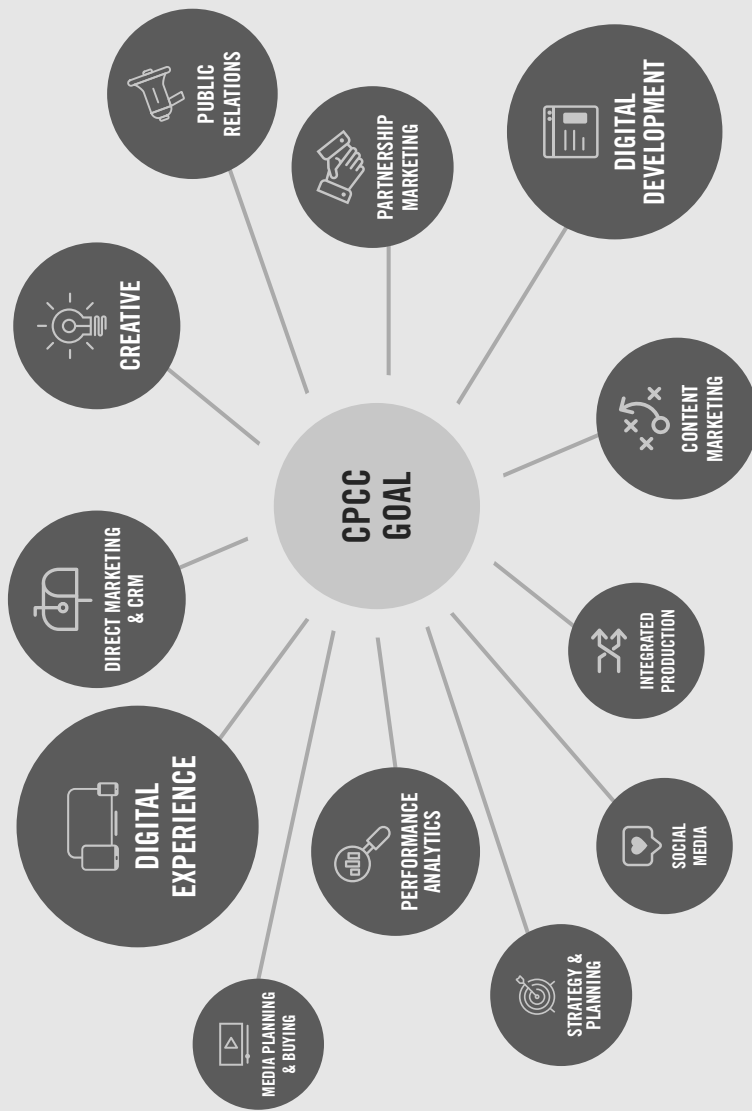 MEDIA PLANNING
& BUYING
DIGITAL
EXPERIENCE
DIRECT MARKETING
& CRM
CREATIVE
PUBLIC
RELATIONS
PERFORMANCE
ANALYTICS
CPCC
GOAL
PARTNERSHIP
MARKETING
STRATEGY &
PLANNING
SOCIAL
MEDIA
INTEGRATED
PRODUCTION
CONTENT
MARKETING
DIGITAL
DEVELOPMENT